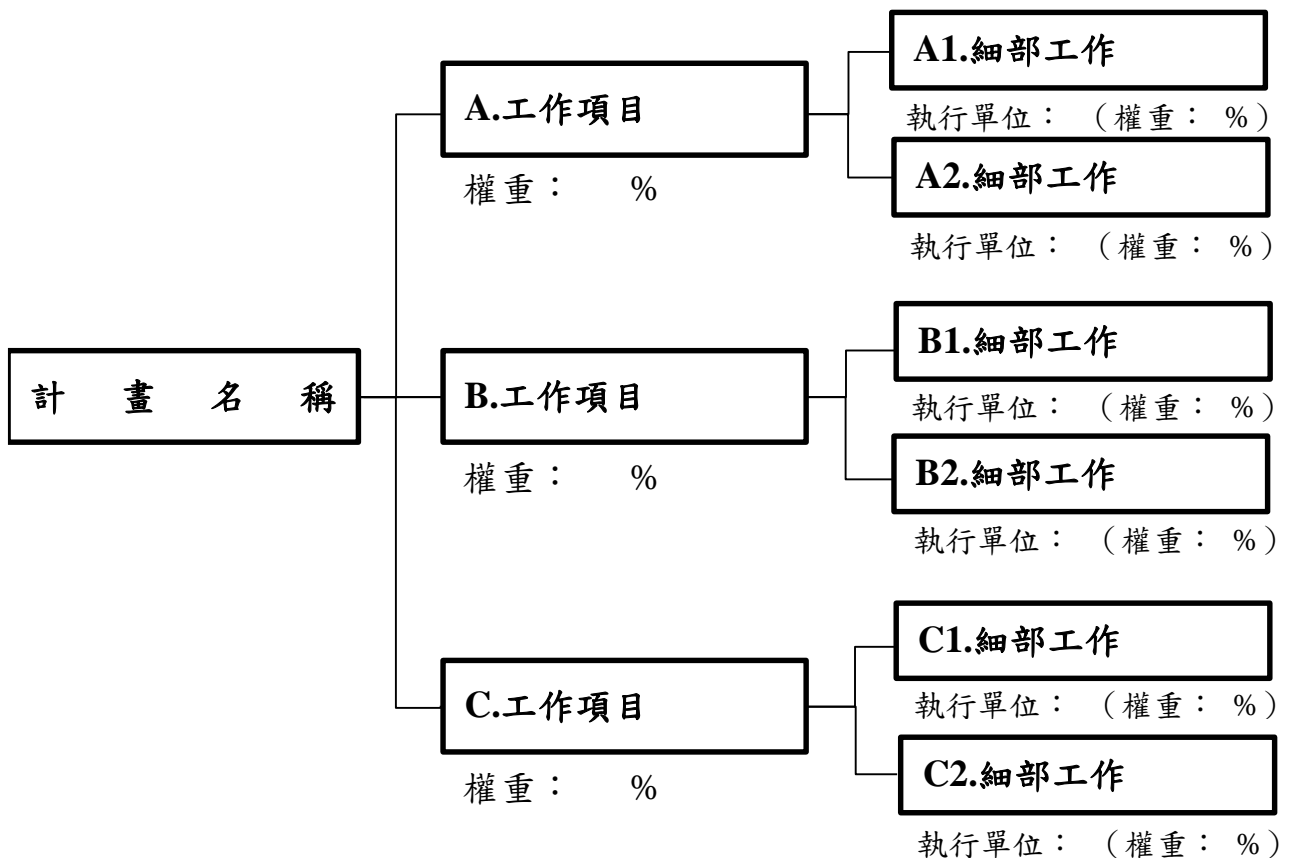 A1.細部工作
執行單位： （權重： %）
A.工作項目
權重： %
A2.細部工作
執行單位： （權重： %）
B1.細部工作
執行單位： （權重： %）
計 畫 名 稱
B.工作項目
權重： %
B2.細部工作
執行單位： （權重： %）
C1.細部工作
執行單位： （權重： %）
C.工作項目
權重： %
C2.細部工作
執行單位： （權重： %）